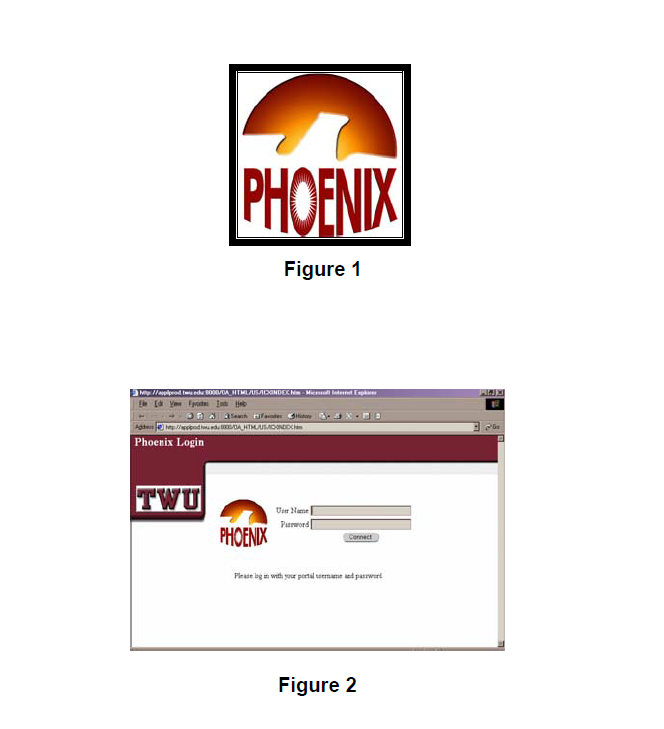 PHOENIX
Figure 1
http://applprod.twu.edu:8000/OA_HTML/US/ICXINDEX.htm - Microsoft Internet Explorer
File Edit View Favorites Tools Help
Search Favorites History
Address http://applprod.twu.edu:8000/OA_HTML/US/ICXINDEX.htm Go
Phoenix Login
TWU
User Name
PHOENIX
Password
Connect
Please log in with your portal username and password
Figure 2